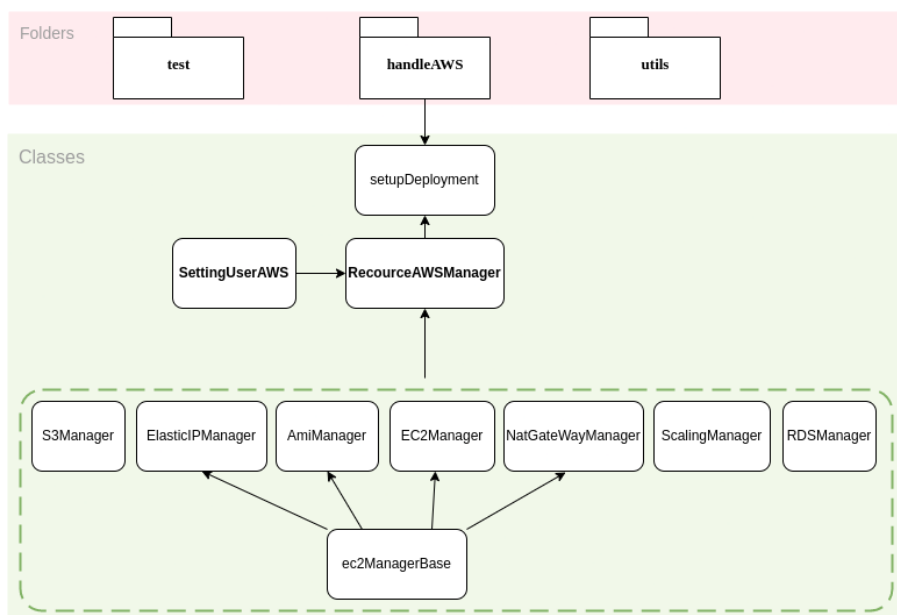 Folders
test
handleAWS
utils
Classes
setupDeployment
SettingUserAWS
RecourceAWSManager
S3Manager
ElasticIPManager
AmiManager
EC2Manager
NatGateWayManager
ScalingManager
RDSManager
ec2ManagerBase